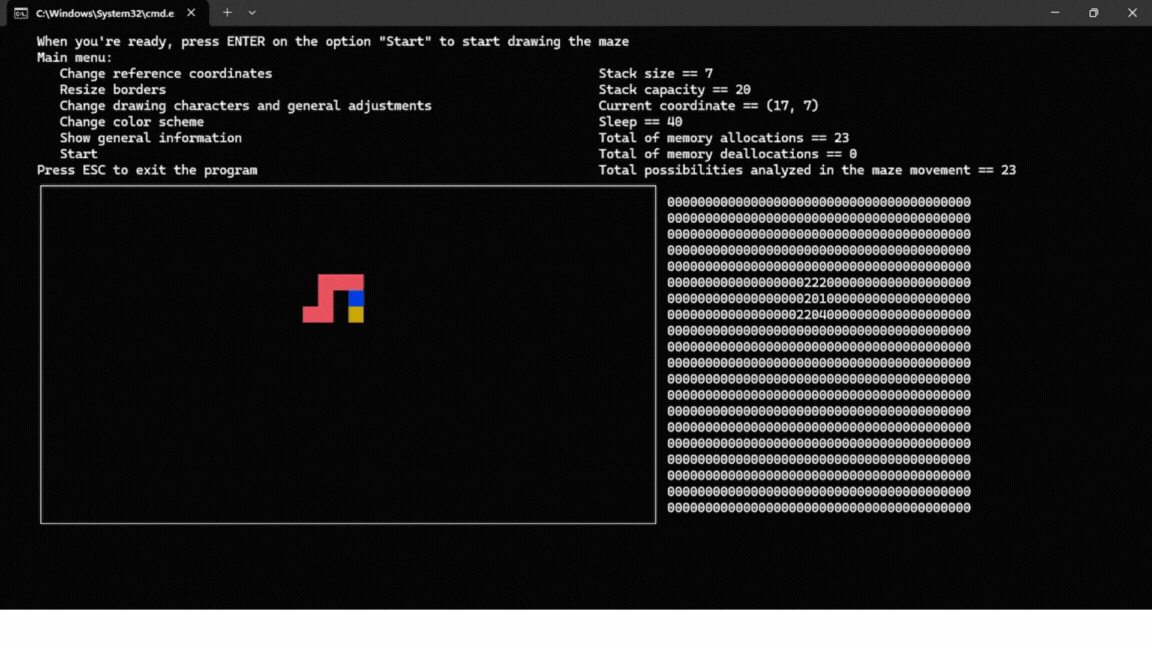 C:\Windows\System32\cmd.e
When you're ready, press ENTER on the option "Start" to start drawing the maze
Main menu:
Change reference coordinates
Resize borders
Change drawing characters and general adjustments
Change color scheme
Show general information
Start
Press ESC to exit the program
Stack size == 7
Stack capacity == 20
Current coordinate == (17, 7)
Sleep == 40
Total of memory allocations == 23
Total of memory deallocations == 0
Total possibilities analyzed in the maze movement == 23
0000000000000000000000000000000000000000
0000000000000000000000000000000000000000
0000000000000000000000000000000000000000
0000000000000000000000000000000000000000
0000000000000000000000000000000000000000
0000000000000000002220000000000000000000
0000000000000000002010000000000000000000
0000000000000000022040000000000000000000
0000000000000000000000000000000000000000
0000000000000000000000000000000000000000
0000000000000000000000000000000000000000
0000000000000000000000000000000000000000
0000000000000000000000000000000000000000
0000000000000000000000000000000000000000
0000000000000000000000000000000000000000
0000000000000000000000000000000000000000
0000000000000000000000000000000000000000
0000000000000000000000000000000000000000
0000000000000000000000000000000000000000
0000000000000000000000000000000000000000